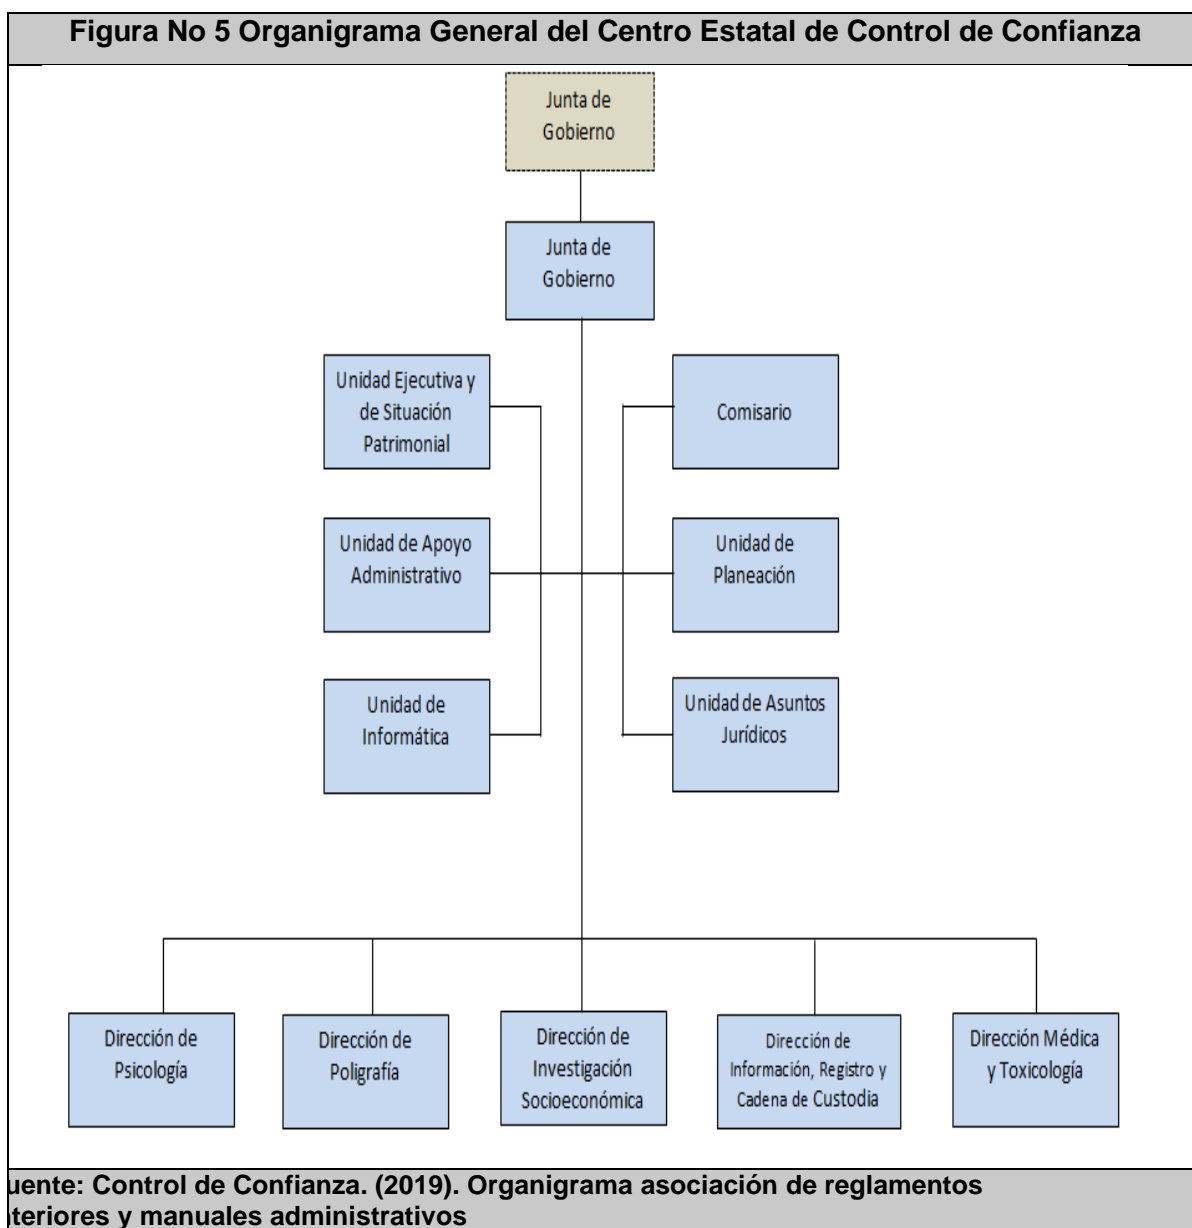 Figura No 5 Organigrama General del Centro Estatal de Control de Confianza
Junta de
Gobierno
Junta de
Gobierno
Unidad Ejecutiva y
de Situación
Patrimonial
Comisario
Unidad de Apoyo
Administrativo
Unidad de
Planeación
Unidad de
Informática
Unidad de Asuntos
Jurídicos
Dirección de
Psicología
Dirección de
Poligrafía
Dirección de
Investigación
Socioeconómica
Dirección de
Información, Registro y
Cadena de Custodia
Dirección Médica
y Toxicología
uente: Control de Confianza. (2019). Organigrama asociación de reglamentos
nteriores y manuales administrativos